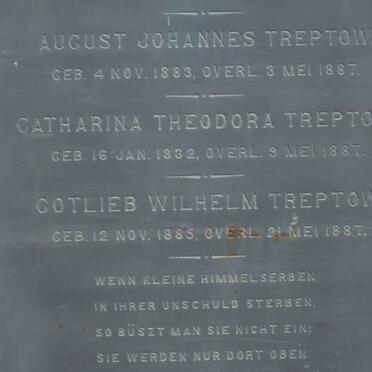 AUGUST JOHANNES TREPTOW
GEB. 4 NOV. 1883, OVERL. 3 MEI 1887.
CATHARINA THEODORA TREPTO
GEB. 16 JAN. 1882, OVERL. 9 MEI 1887.
GOTLIEB WILHELM TREPTOW
GEB. 12 NOV. 1885, OVERL. 21 MEI 1887.
WENN KLEINE HIMMELSERBEN
IN IHRER UNSCHULD STERBEN,
SO BÜSZT MAN SIE NICHT EIN;
SIE WERDEN NUR DORT OBEN